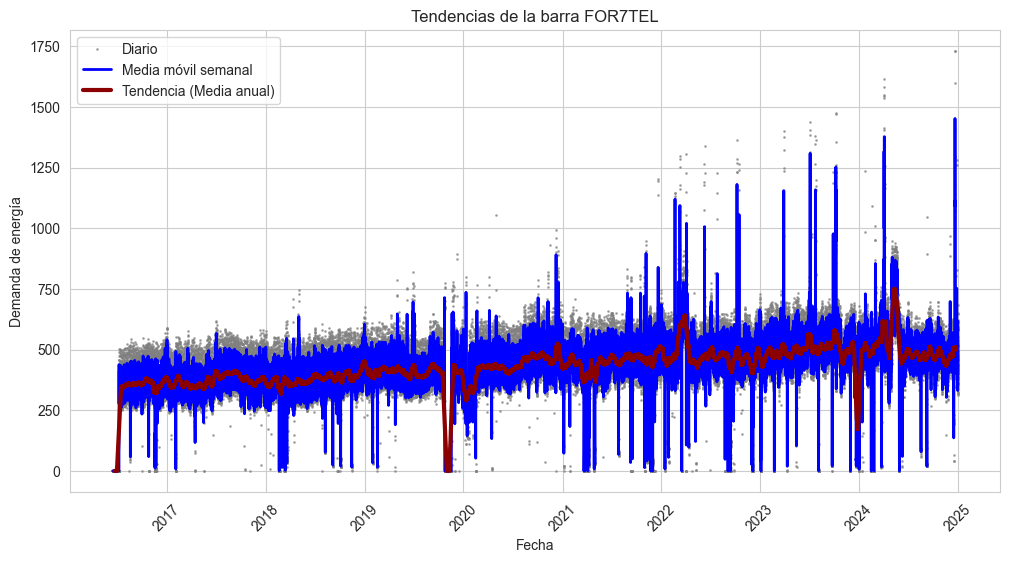 Tendencias de la barra FOR7TEL
Diario
Media móvil semanal
Tendencia (Media anual)
Demanda de energía
1750
1500
1250
1000
750
500
250
0
2017
2018
2019
2020
2021
2022
2023
2024
2025
Fecha